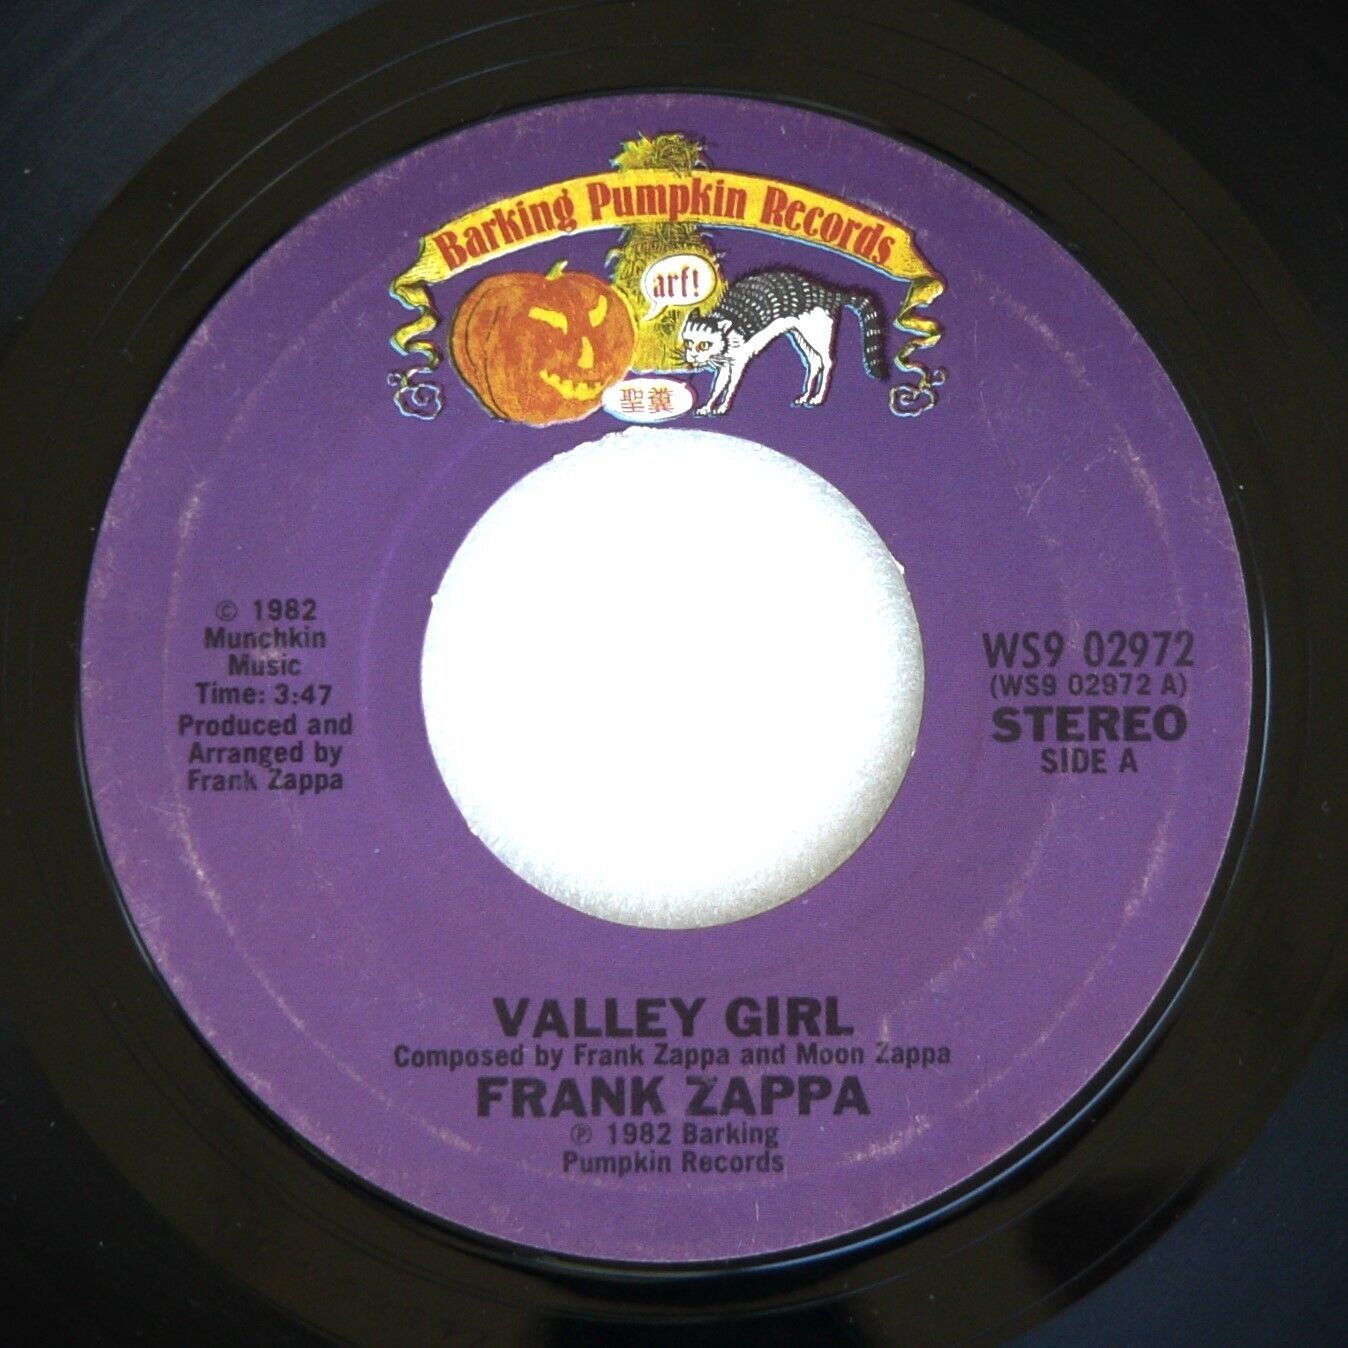 Barking Pumpkin Records
arf!
聖糞
© 1982
Munchkin
Music
Time: 3:47
Produced and
Arranged by
Frank Zappa
WS9 02972
(WS9 02972 A)
STEREO
SIDE A
VALLEY GIRL
Composed by Frank Zappa and Moon Zappa
FRANK ZAPPA
℗ 1982 Barking
Pumpkin Records